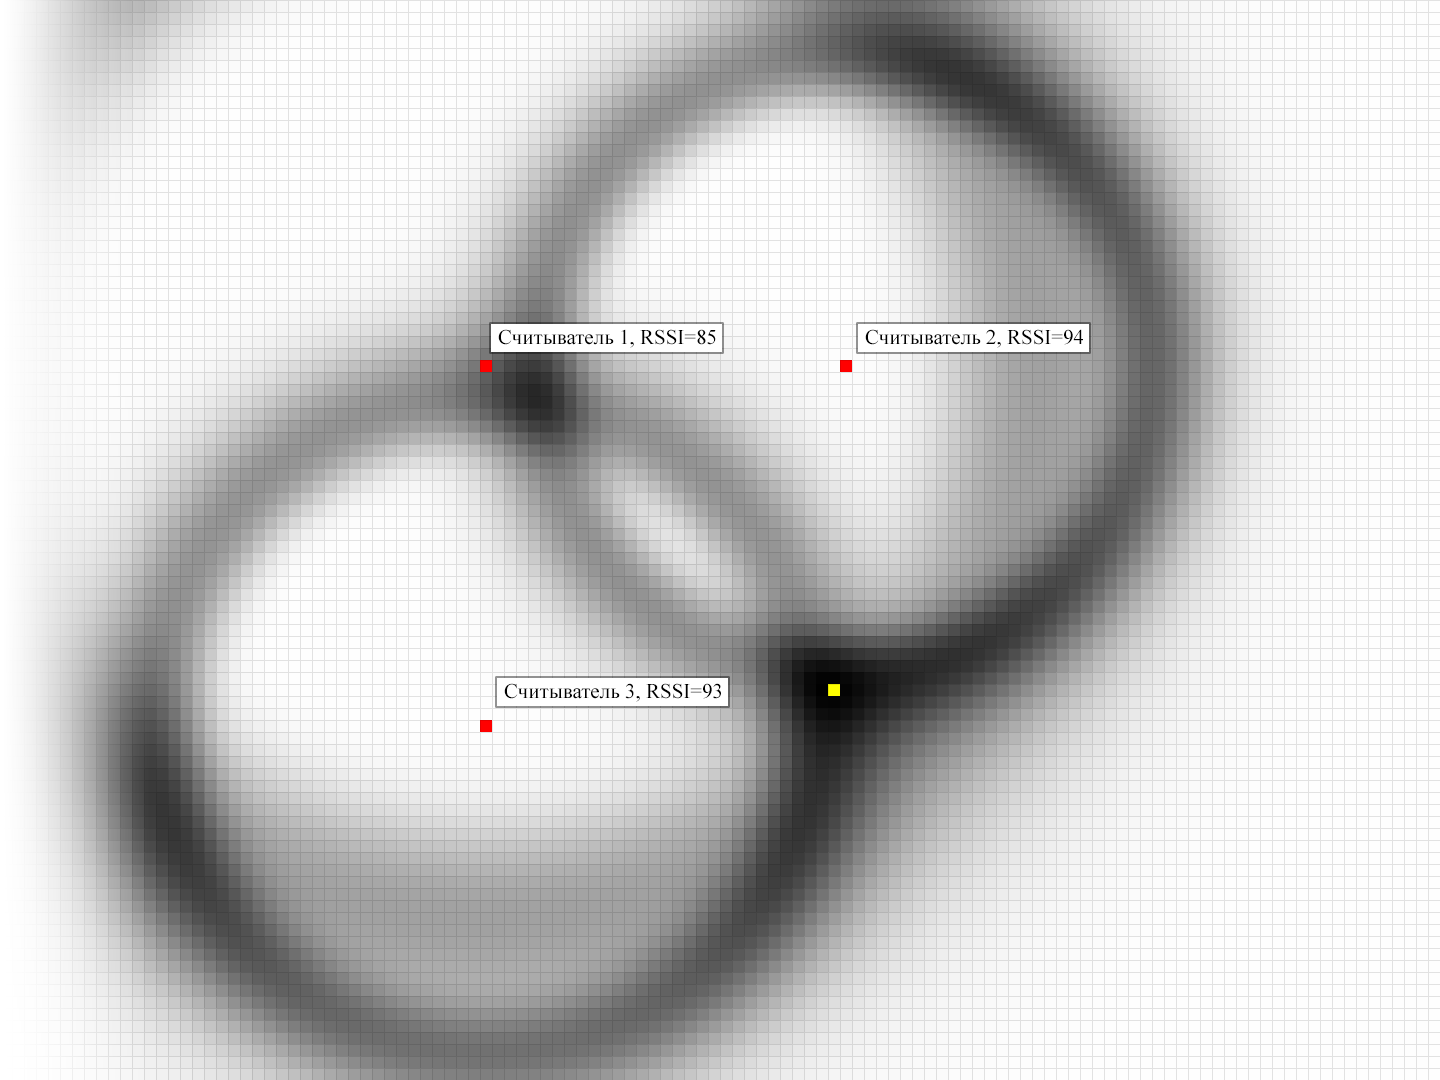 Считыватель 1, RSSI=85
Считыватель 2, RSSI=94
Считыватель 3, RSSI=93